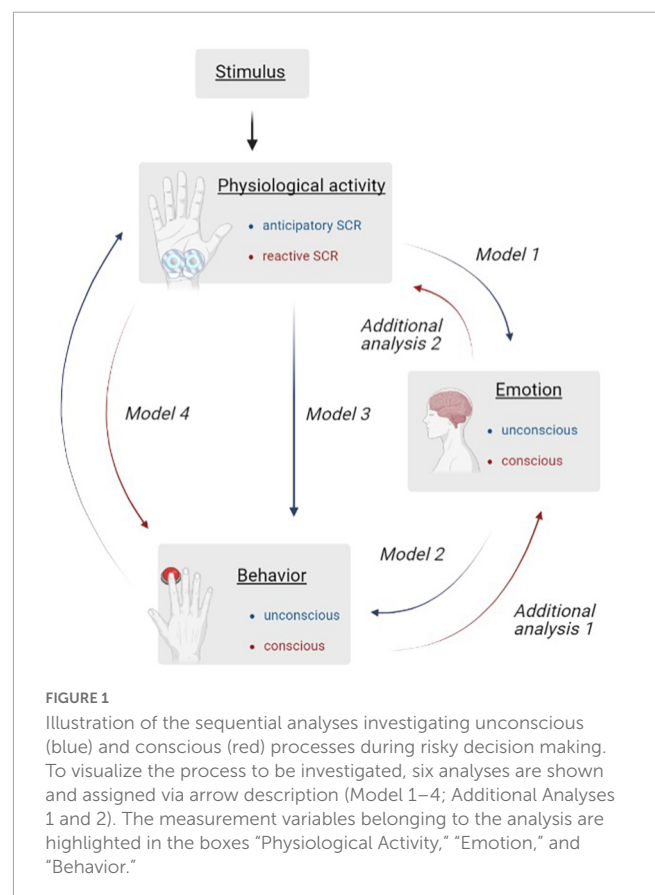 Stimulus
Physiological activity
• anticipatory SCR
• reactive SCR
Model 1
Additional
analysis 2
Emotion
• unconscious
• conscious
Model 4
Model 3
Model 2
Behavior
• unconscious
• conscious
Additional
analysis 1
FIGURE 1
Illustration of the sequential analyses investigating unconscious
(blue) and conscious (red) processes during risky decision making.
To visualize the process to be investigated, six analyses are shown
and assigned via arrow description (Model 1–4; Additional Analyses
1 and 2). The measurement variables belonging to the analysis are
highlighted in the boxes “Physiological Activity,” “Emotion,” and
“Behavior.”